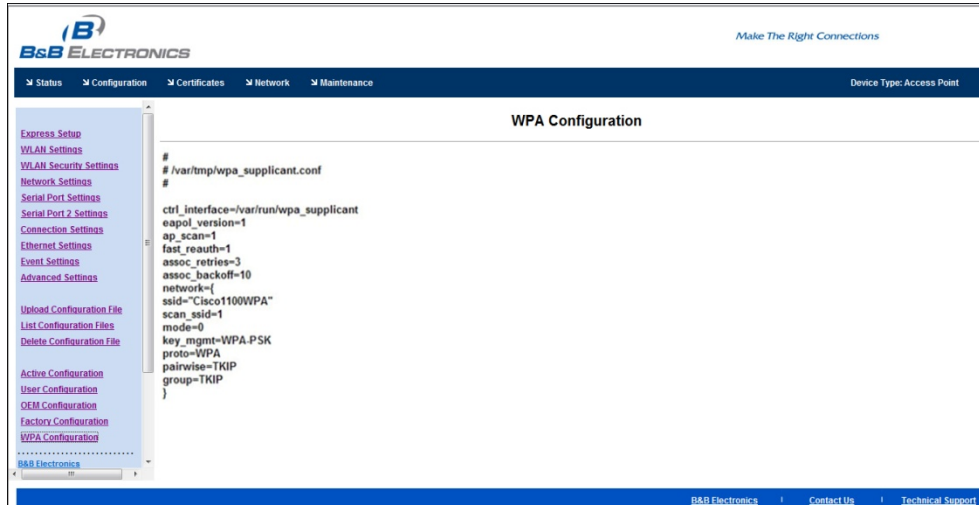 B
B&B ELECTRONICS
Make The Right Connections
Status Configuration Certificates Network Maintenance Device Type: Access Point
Express Setup
WLAN Settings
WLAN Security Settings
Network Settings
Serial Port Settings
Serial Port 2 Settings
Connection Settings
Ethernet Settings
Event Settings
Advanced Settings
Upload Configuration File
List Configuration Files
Delete Configuration File
Active Configuration
User Configuration
OEM Configuration
Factory Configuration
WPA Configuration
B&B Electronics
WPA Configuration
#
# /var/tmp/wpa_supplicant.conf
#
ctrl_interface=/var/run/wpa_supplicant
eapol_version=1
ap_scan=1
fast_reauth=1
assoc_retries=3
assoc_backoff=10
network={
ssid="Cisco1100WPA"
scan_ssid=1
mode=0
key_mgmt=WPA-PSK
proto=WPA
pairwise=TKIP
group=TKIP
}
B&B Electronics | Contact Us | Technical Support